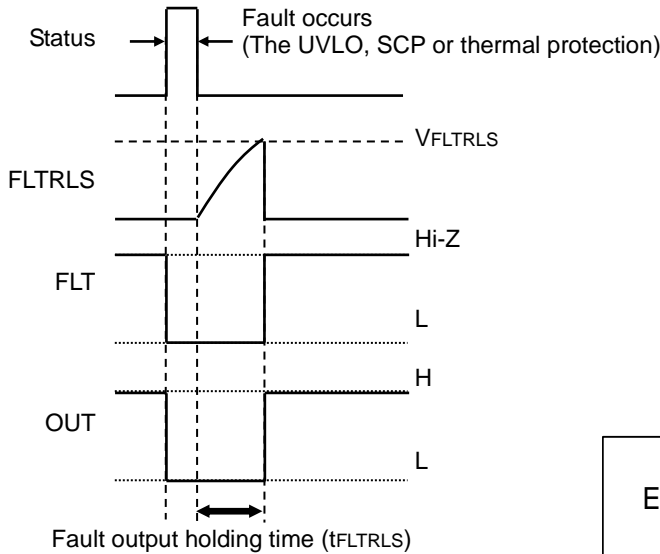 Fault occurs
Status
(The UVLO, SCP or thermal protection)
VFLTRLS
FLTRLS
Hi-Z
FLT
L
H
OUT
L
E
Fault output holding time (tFLTRLS)